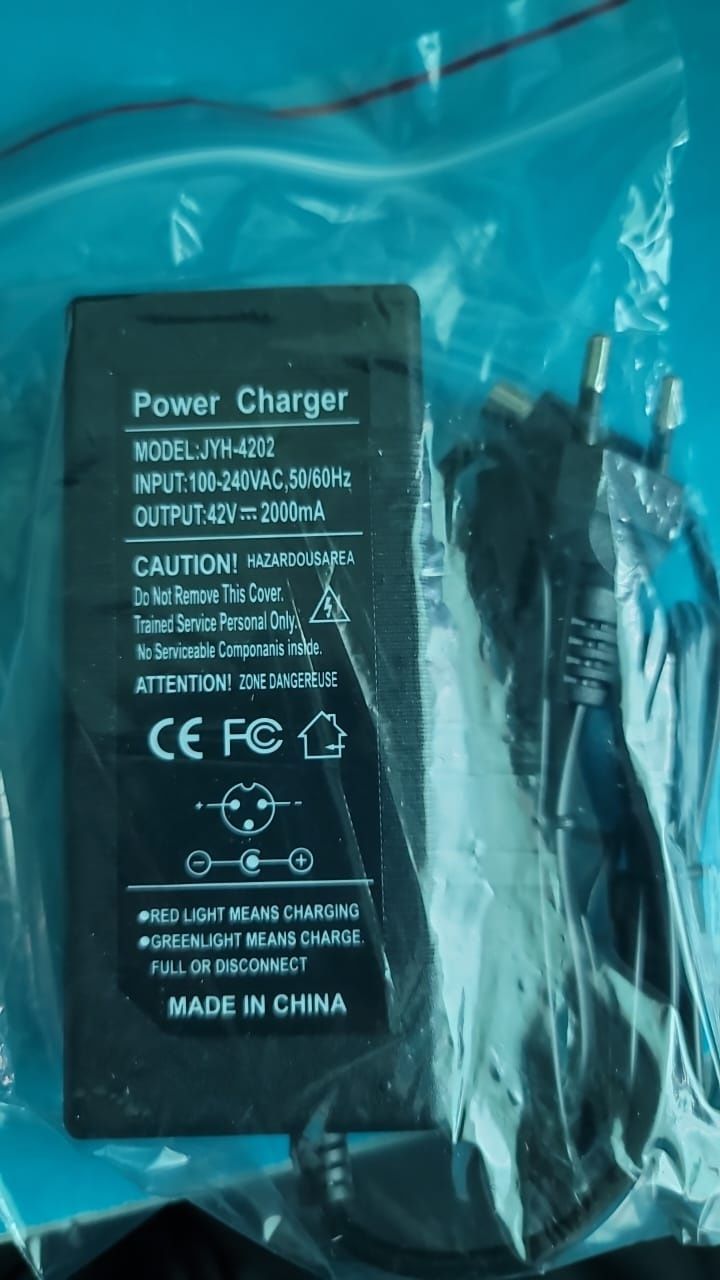 Power Charger
MODEL:JYH-4202
INPUT:100-240VAC,50/60Hz
OUTPUT:42V⎓2000mA
CAUTION! HAZARDOUSAREA
Do Not Remove This Cover.
Trained Service Personal Only.
No Serviceable Componanis inside.
ATTENTION! ZONE DANGEREUSE
CE FC
+ -
- +
●RED LIGHT MEANS CHARGING
●GREENLIGHT MEANS CHARGE.
FULL OR DISCONNECT
MADE IN CHINA